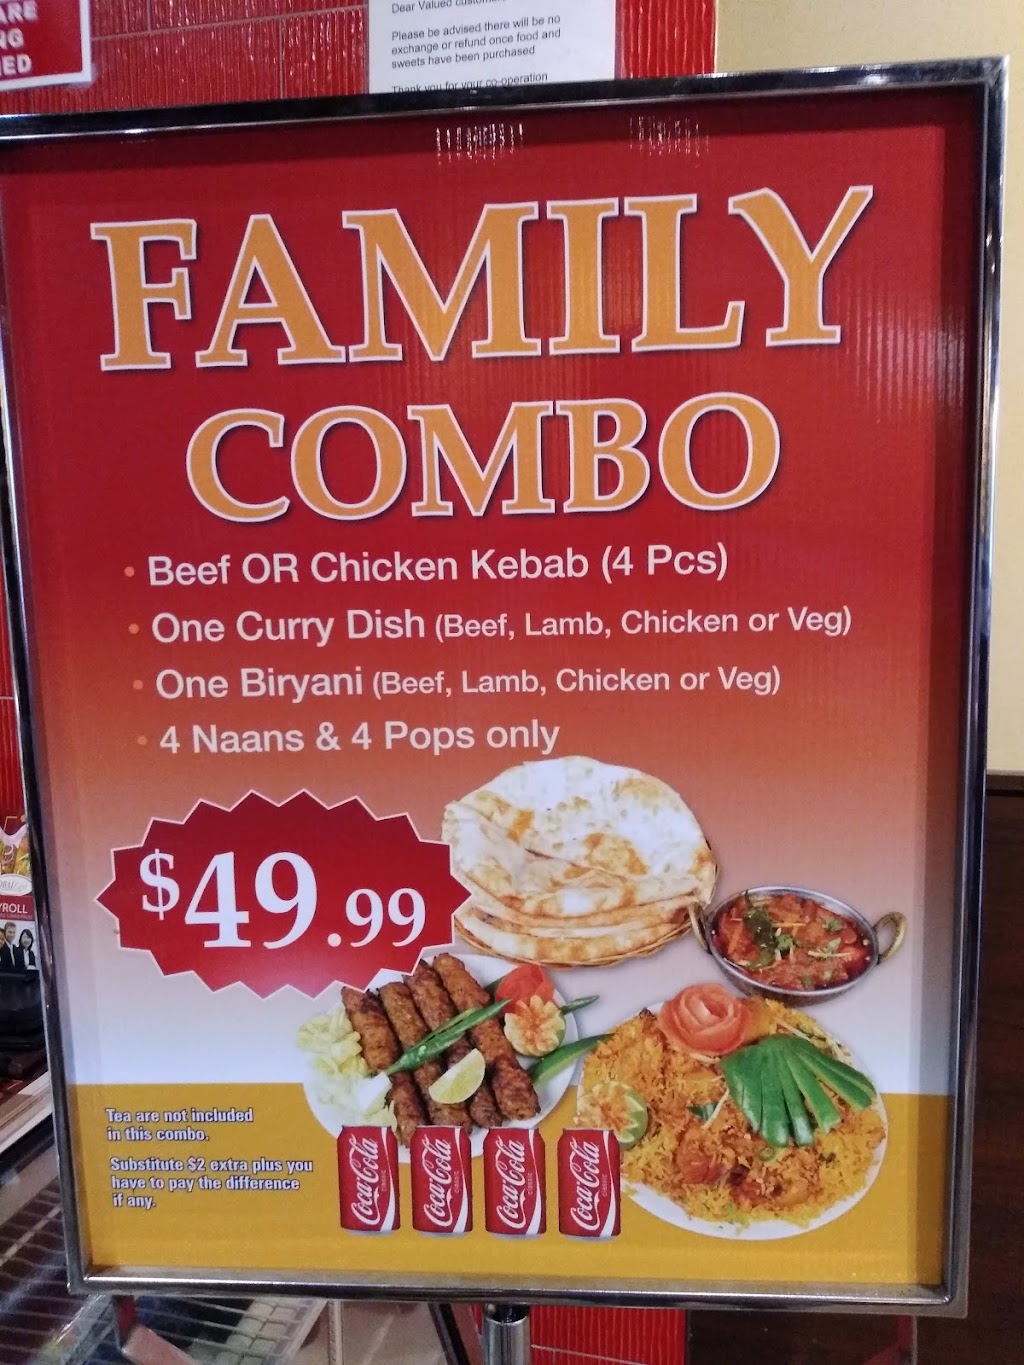 ARE
NG
ED
Dear Valued
Please be advised there will be no
exchange or refund once food and
sweets have been purchased
Thank you for your co-operation
FAMILY
COMBO
• Beef OR Chicken Kebab (4 Pcs)
• One Curry Dish (Beef, Lamb, Chicken or Veg)
• One Biryani (Beef, Lamb, Chicken or Veg)
• 4 Naans & 4 Pops only
$49.99
Tea are not included
in this combo.
Substitute $2 extra plus you
have to pay the difference
if any.
Coca-Cola
Coca-Cola
Coca-Cola
Coca-Cola